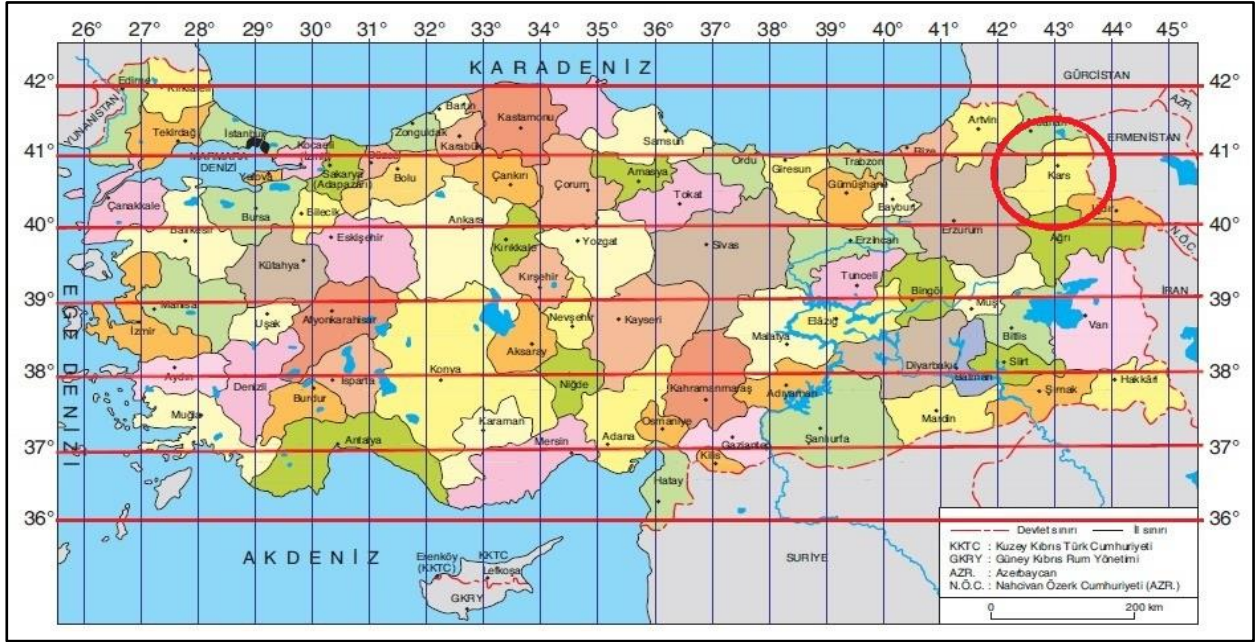 26° 27° 28° 29° 30° 31° 32° 33° 34° 35° 36° 37° 38° 39° 40° 41° 42° 43° 44° 45°
KARADENİZ
GÜRCİSTAN
42° 42°
Edirne
Kırklareli
YUNANİSTAN
Bartın
Kastamonu
Zonguldak
Karabük
Samsun
Artvin
Ardahan
AZR.
ERMENİSTAN
Tekirdağ
İstanbul
Kocaeli
(İzmit)
MARMARA
DENİZİ
41° 41°
Yalova
Sakarya
(Adapazarı)
Düzce
Bolu
Çankırı
Çorum
Amasya
Tokat
Ordu
Giresun
Trabzon
Rize
Gümüşhane
Bayburt
Kars
Iğdır
Çanakkale
Bursa
Bilecik
Ankara
Erzurum
40° 40°
Balıkesir
Eskişehir
Kırıkkale
Yozgat
Sivas
Erzincan
Ağrı
N.Ö.C.
Kütahya
Kırşehir
Tunceli
Bingöl
Muş
İRAN
39° 39°
EGE DENİZİ
Manisa
İzmir
Uşak
Afyonkarahisar
Nevşehir
Kayseri
Malatya
Elâzığ
Bitlis
Van
Aksaray
Diyarbakır
Batman
Siirt
38° 38°
Aydın
Denizli
Isparta
Burdur
Konya
Niğde
Kahramanmaraş
Adıyaman
Şırnak
Hakkâri
Muğla
Antalya
Karaman
Mersin
Adana
Osmaniye
Gaziantep
Şanlıurfa
Mardin
37° 37°
Kilis
Hatay
36° 36°
AKDENİZ
Erenköy
(KKTC)
KKTC
Lefkoşa
GKRY
SURİYE
Devlet sınırı İl sınırı
KKTC : Kuzey Kıbrıs Türk Cumhuriyeti
GKRY : Güney Kıbrıs Rum Yönetimi
AZR. : Azerbaycan
N.Ö.C. : Nahcivan Özerk Cumhuriyeti (AZR.)
0 200 km